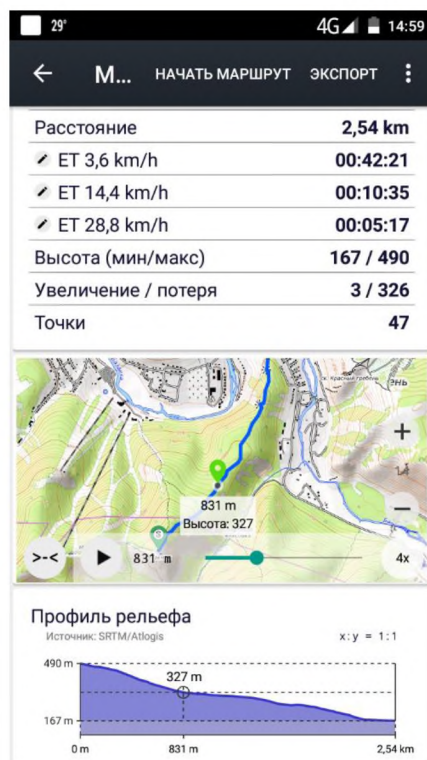 29° 4G 14:59
М... НАЧАТЬ МАРШРУТ ЭКСПОРТ
Расстояние 2,54 km
ET 3,6 km/h 00:42:21
ET 14,4 km/h 00:10:35
ET 28,8 km/h 00:05:17
Высота (мин/макс) 167 / 490
Увеличение / потеря 3 / 326
Точки 47
ск. Красный гребень
831 m
Высота: 327
S
>-< 831 m 4x
Профиль рельефа
Источник: SRTM/Atlogis x:y = 1:1
490 m
327 m
167 m
0 m 831 m 2,54 km